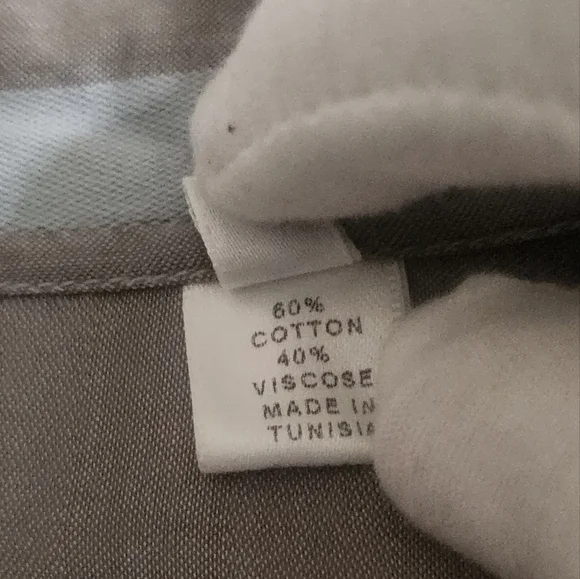 60%
COTTON
40%
VISCOSE
MADE IN
TUNISIA